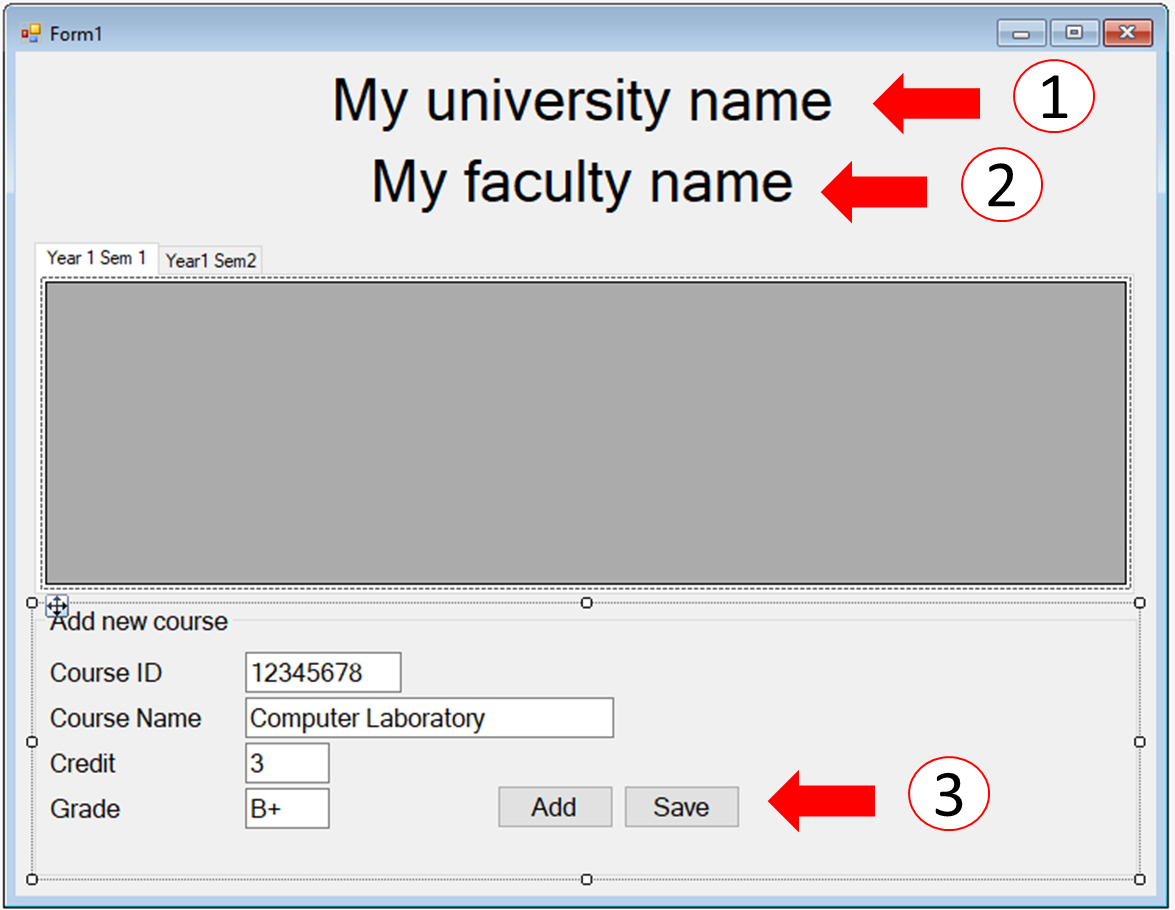 Form1
My university name
1
My faculty name
2
Year 1 Sem 1 Year1 Sem2
Add new course
Course ID 12345678
Course Name Computer Laboratory
Credit 3
Grade B+ Add Save
3